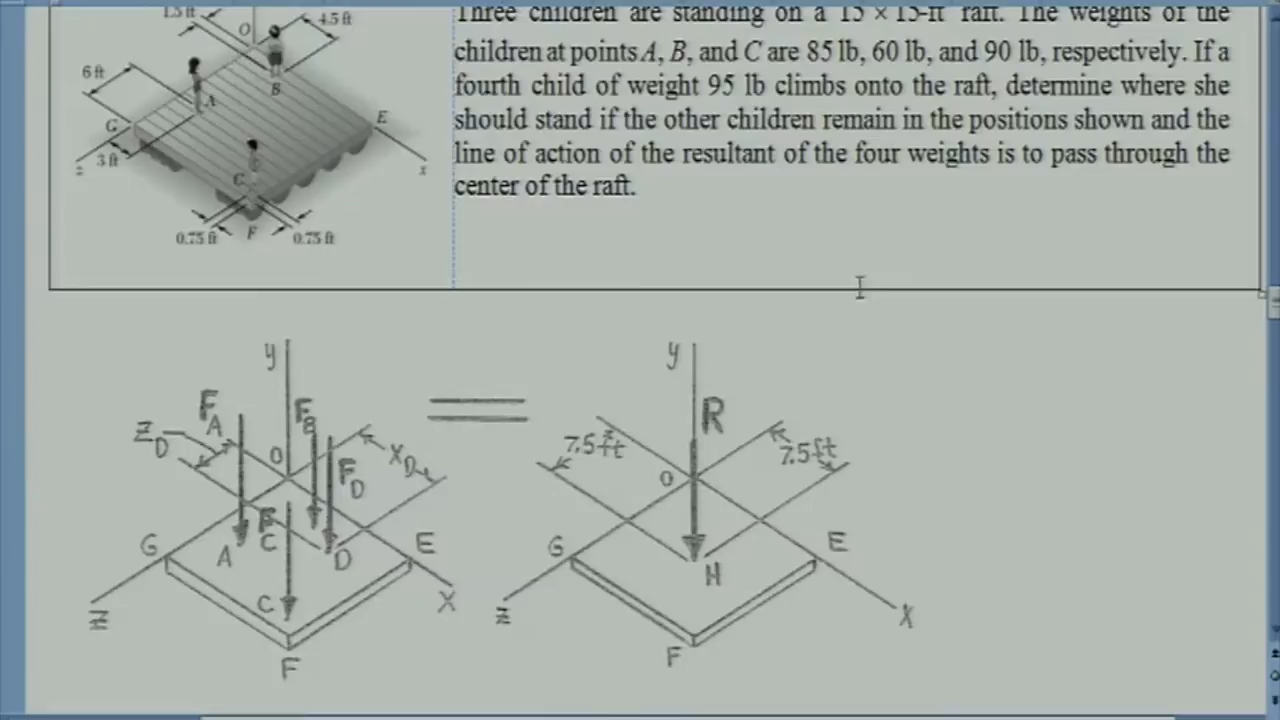 1.5 ft
4.5 ft
O
6 ft
A
B
G
E
3 ft
z
x
C
0.75 ft
F
0.75 ft
Three children are standing on a 15 × 15-ft raft. The weights of the
children at points A, B, and C are 85 lb, 60 lb, and 90 lb, respectively. If a
fourth child of weight 95 lb climbs onto the raft, determine where she
should stand if the other children remain in the positions shown and the
line of action of the resultant of the four weights is to pass through the
center of the raft.
y
F_A
F_B
Z_D
O
X_D
F_D
F_C
G
A
D
E
C
X
Z
F
=
y
R
7.5ft
7.5ft
O
G
E
H
Z
X
F